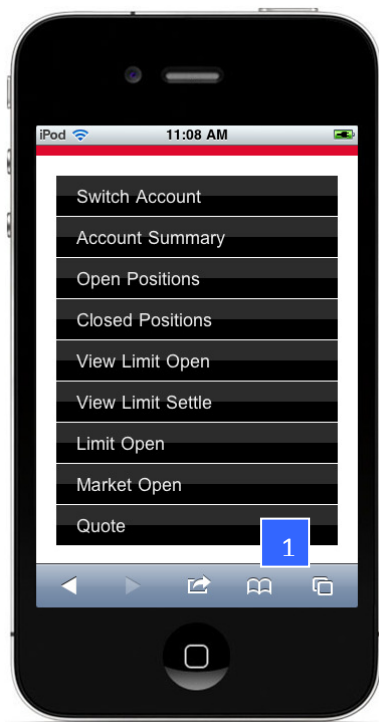 iPod 11:08 AM
Switch Account
Account Summary
Open Positions
Closed Positions
View Limit Open
View Limit Settle
Limit Open
Market Open
Quote
1